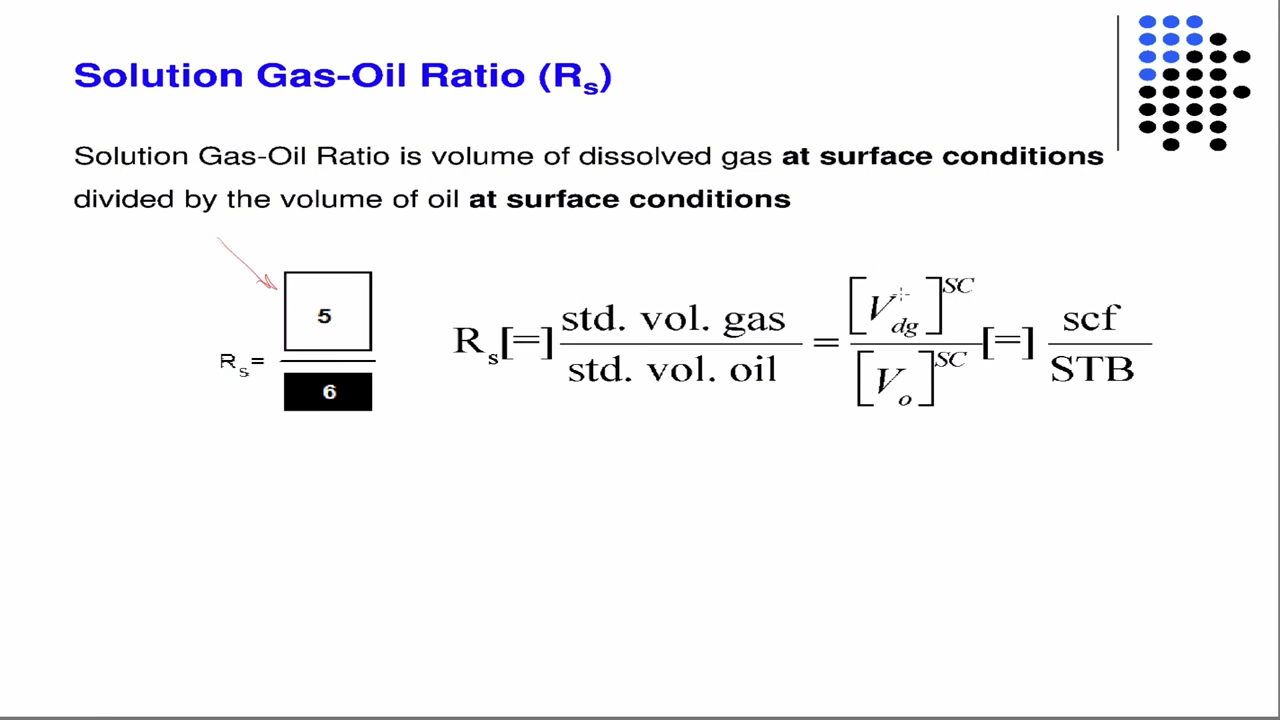 Solution Gas-Oil Ratio (Rs)
Solution Gas-Oil Ratio is volume of dissolved gas at surface conditions
divided by the volume of oil at surface conditions
Rs= 5 / 6
Rs[=] std. vol. gas / std. vol. oil = [Vdg]^SC / [Vo]^SC [=] scf / STB